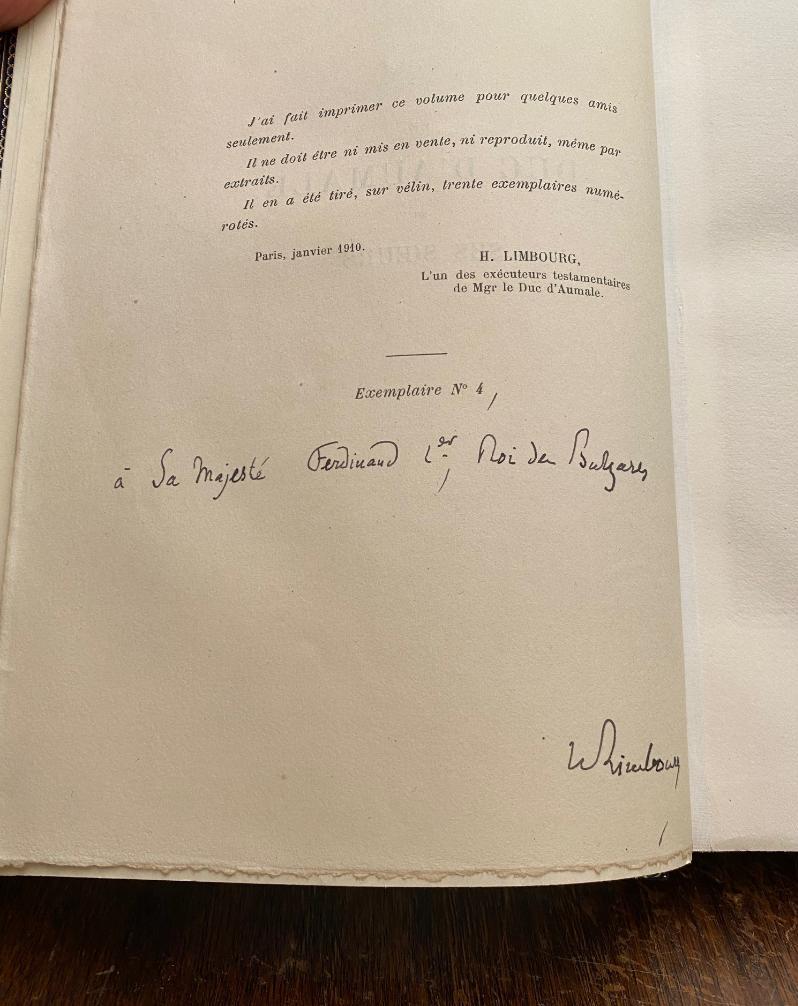 J'ai fait imprimer ce volume pour quelques amis
seulement.
Il ne doit être ni mis en vente, ni reproduit, même par
extraits.
Il en a été tiré, sur vélin, trente exemplaires numé-
rotés.
Paris, janvier 1910.
H. LIMBOURG,
L'un des exécuteurs testamentaires
de Mgr le Duc d'Aumale.
Exemplaire N° 4
à Sa Majesté Ferdinand 1er Roi des Bulgares
Limbourg